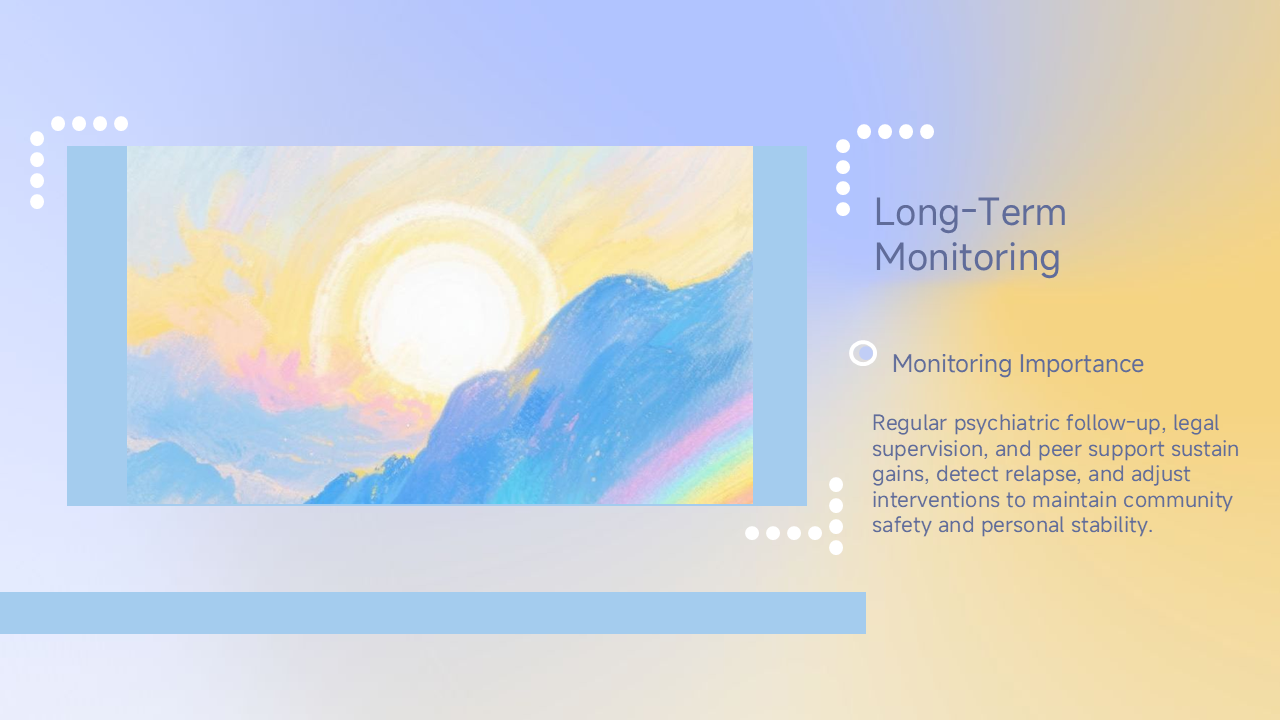 Long-Term
Monitoring
Monitoring Importance
Regular psychiatric follow-up, legal
supervision, and peer support sustain
gains, detect relapse, and adjust
interventions to maintain community
safety and personal stability.